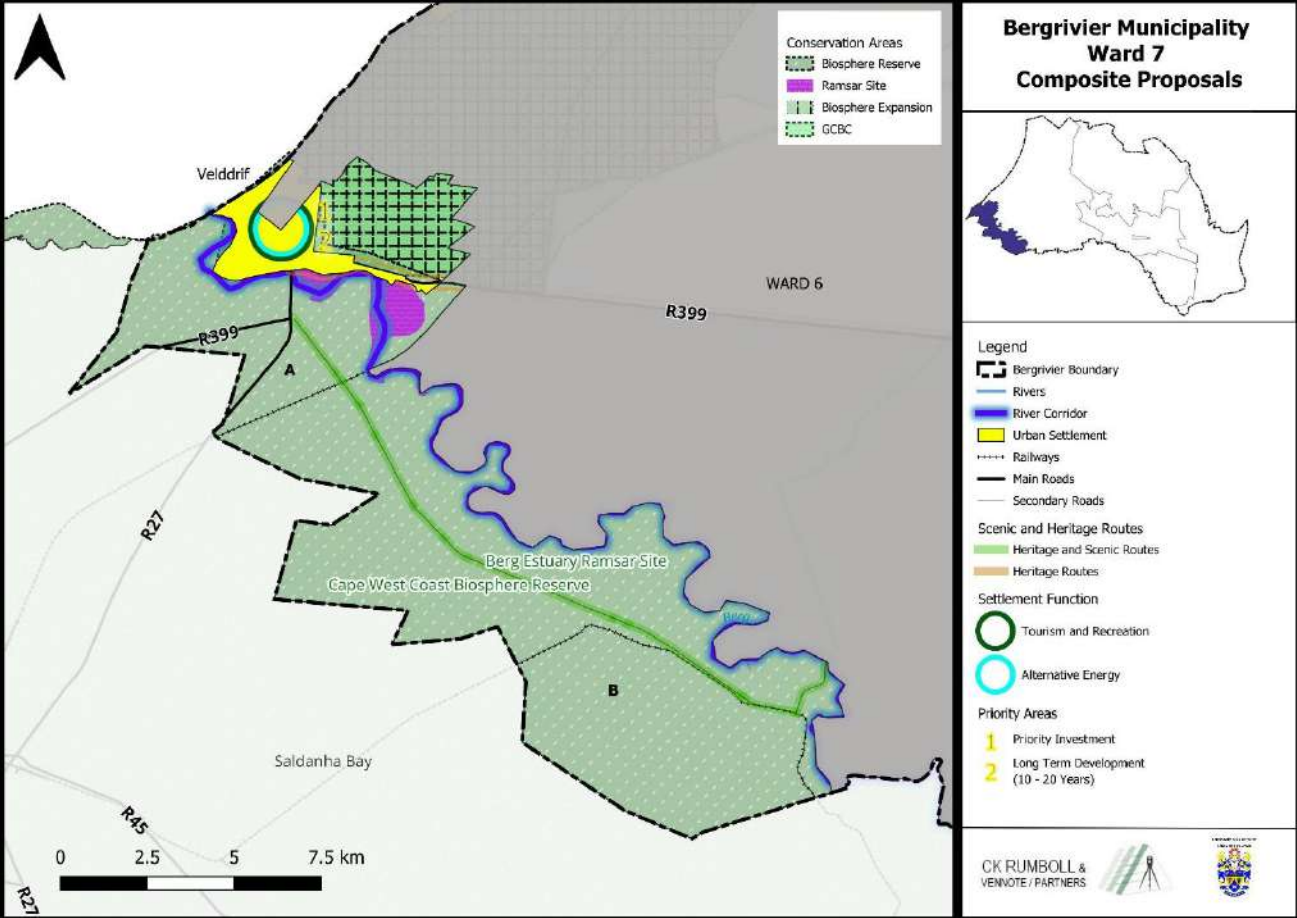 Bergrivier Municipality
Ward 7
Composite Proposals
Conservation Areas
Biosphere Reserve
Ramsar Site
Biosphere Expansion
GCBC
Velddrif
1
2
WARD 6
R399
R399
A
R27
Berg Estuary Ramsar Site
Cape West Coast Biosphere Reserve
Berg
B
Saldanha Bay
R45
R27
0 2.5 5 7.5 km
Legend
Bergrivier Boundary
Rivers
River Corridor
Urban Settlement
Railways
Main Roads
Secondary Roads
Scenic and Heritage Routes
Heritage and Scenic Routes
Heritage Routes
Settlement Function
Tourism and Recreation
Alternative Energy
Priority Areas
1 Priority Investment
2 Long Term Development
(10 - 20 Years)
CK RUMBOLL &
VENNOTE / PARTNERS